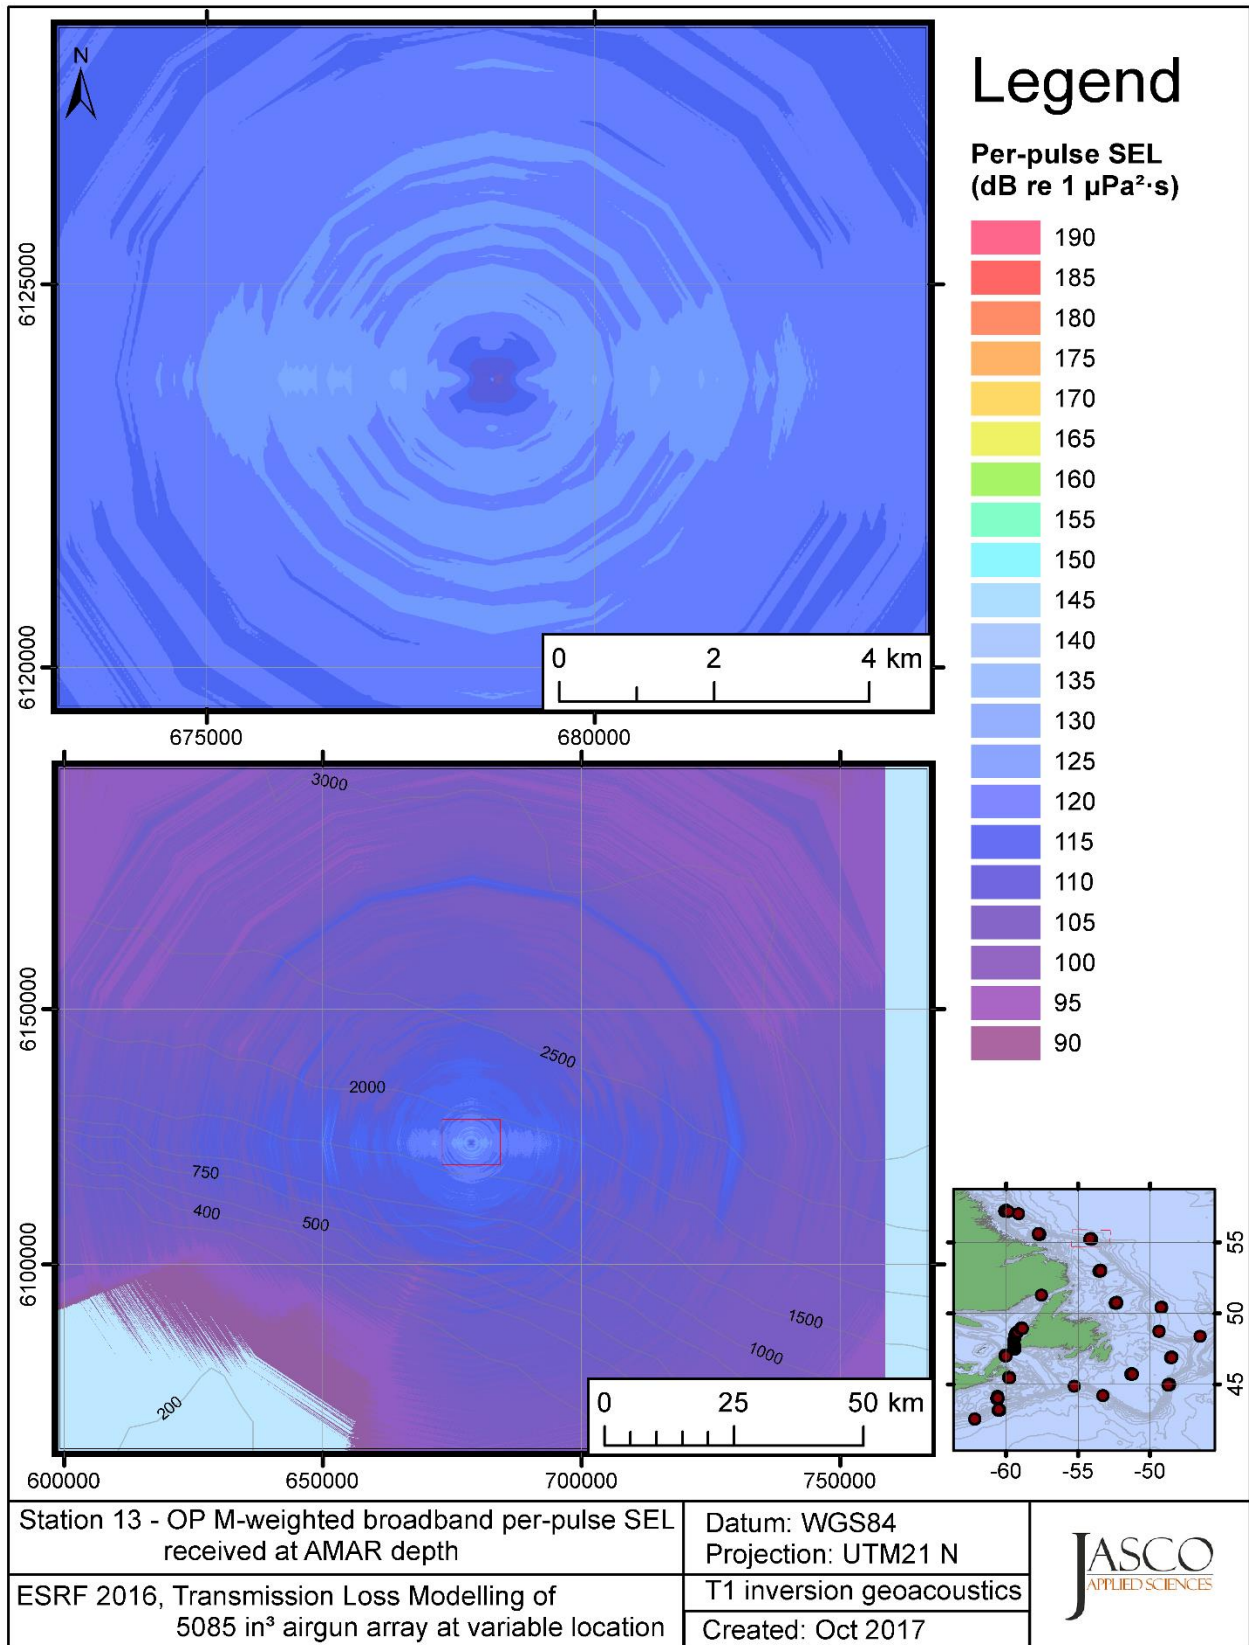 N
6125000
6120000
675000
680000
0 2 4 km
Legend
Per-pulse SEL
(dB re 1 µPa²·s)
190
185
180
175
170
165
160
155
150
145
140
135
130
125
120
115
110
105
100
95
90
3000
2500
2000
750
400
500
1500
1000
200
6150000
6100000
600000
650000
700000
750000
0 25 50 km
55
50
45
-60
-55
-50
Station 13 - OP M-weighted broadband per-pulse SEL
received at AMAR depth
ESRF 2016, Transmission Loss Modelling of
5085 in³ airgun array at variable location
Datum: WGS84
Projection: UTM21 N
T1 inversion geoacoustics
Created: Oct 2017
JASCO
APPLIED SCIENCES